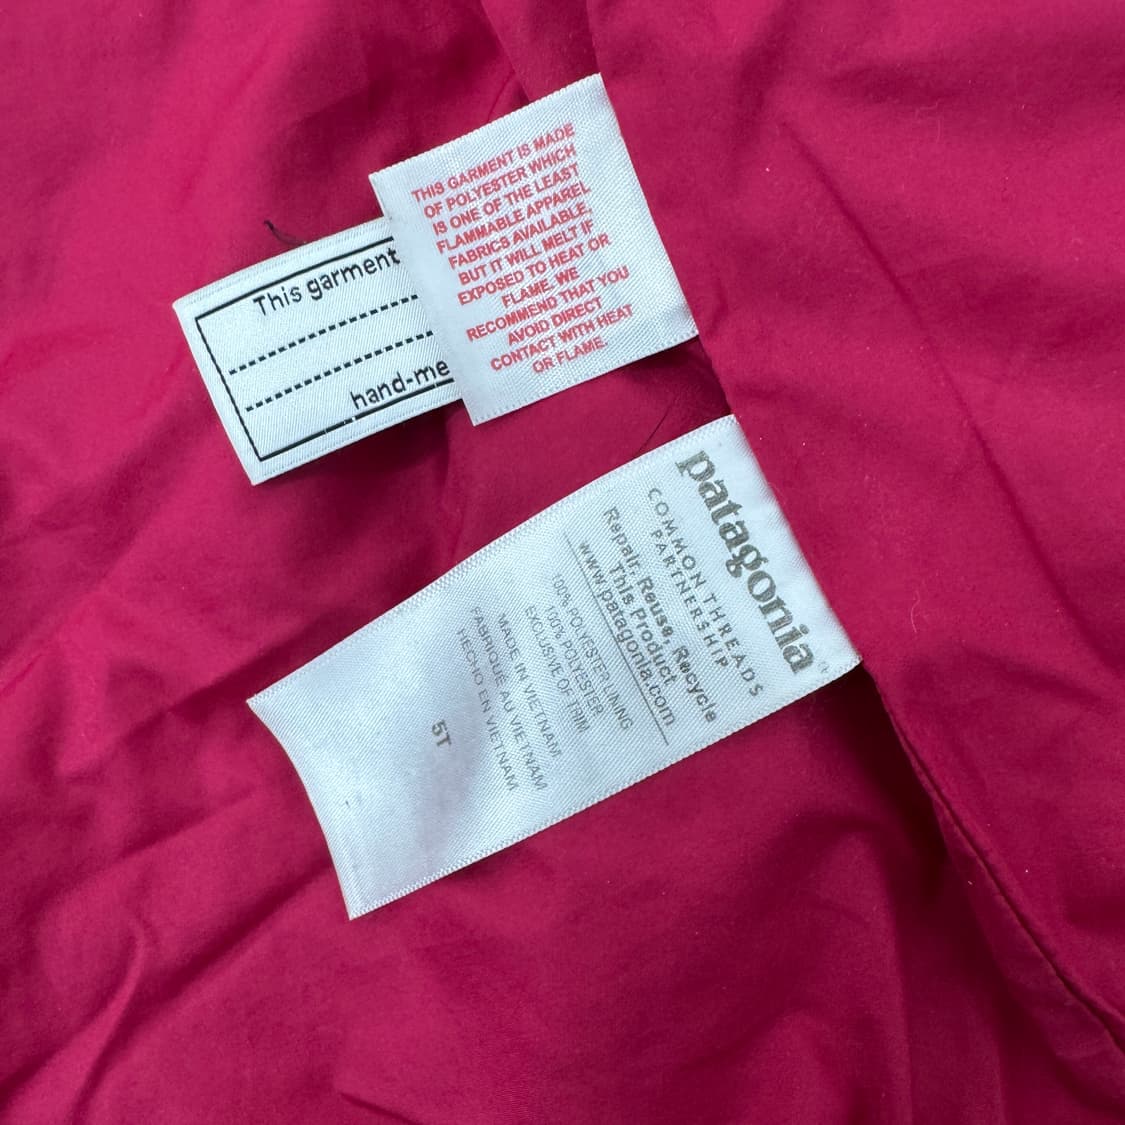 THIS GARMENT IS MADE
OF POLYESTER WHICH
IS ONE OF THE LEAST
FLAMMABLE APPAREL
FABRICS AVAILABLE,
BUT IT WILL MELT IF
EXPOSED TO HEAT OR
FLAME. WE
RECOMMEND THAT YOU
AVOID DIRECT
CONTACT WITH HEAT
OR FLAME.
This garment
hand-me
patagonia®
COMMON THREADS
PARTNERSHIP
Repair, Reuse, Recycle
This Product
www.patagonia.com
100% POLYESTER LINING
100% POLYESTER
EXCLUSIVE OF TRIM
MADE IN VIETNAM
FABRIQUÉ AU VIETNAM
HECHO EN VIETNAM
5T